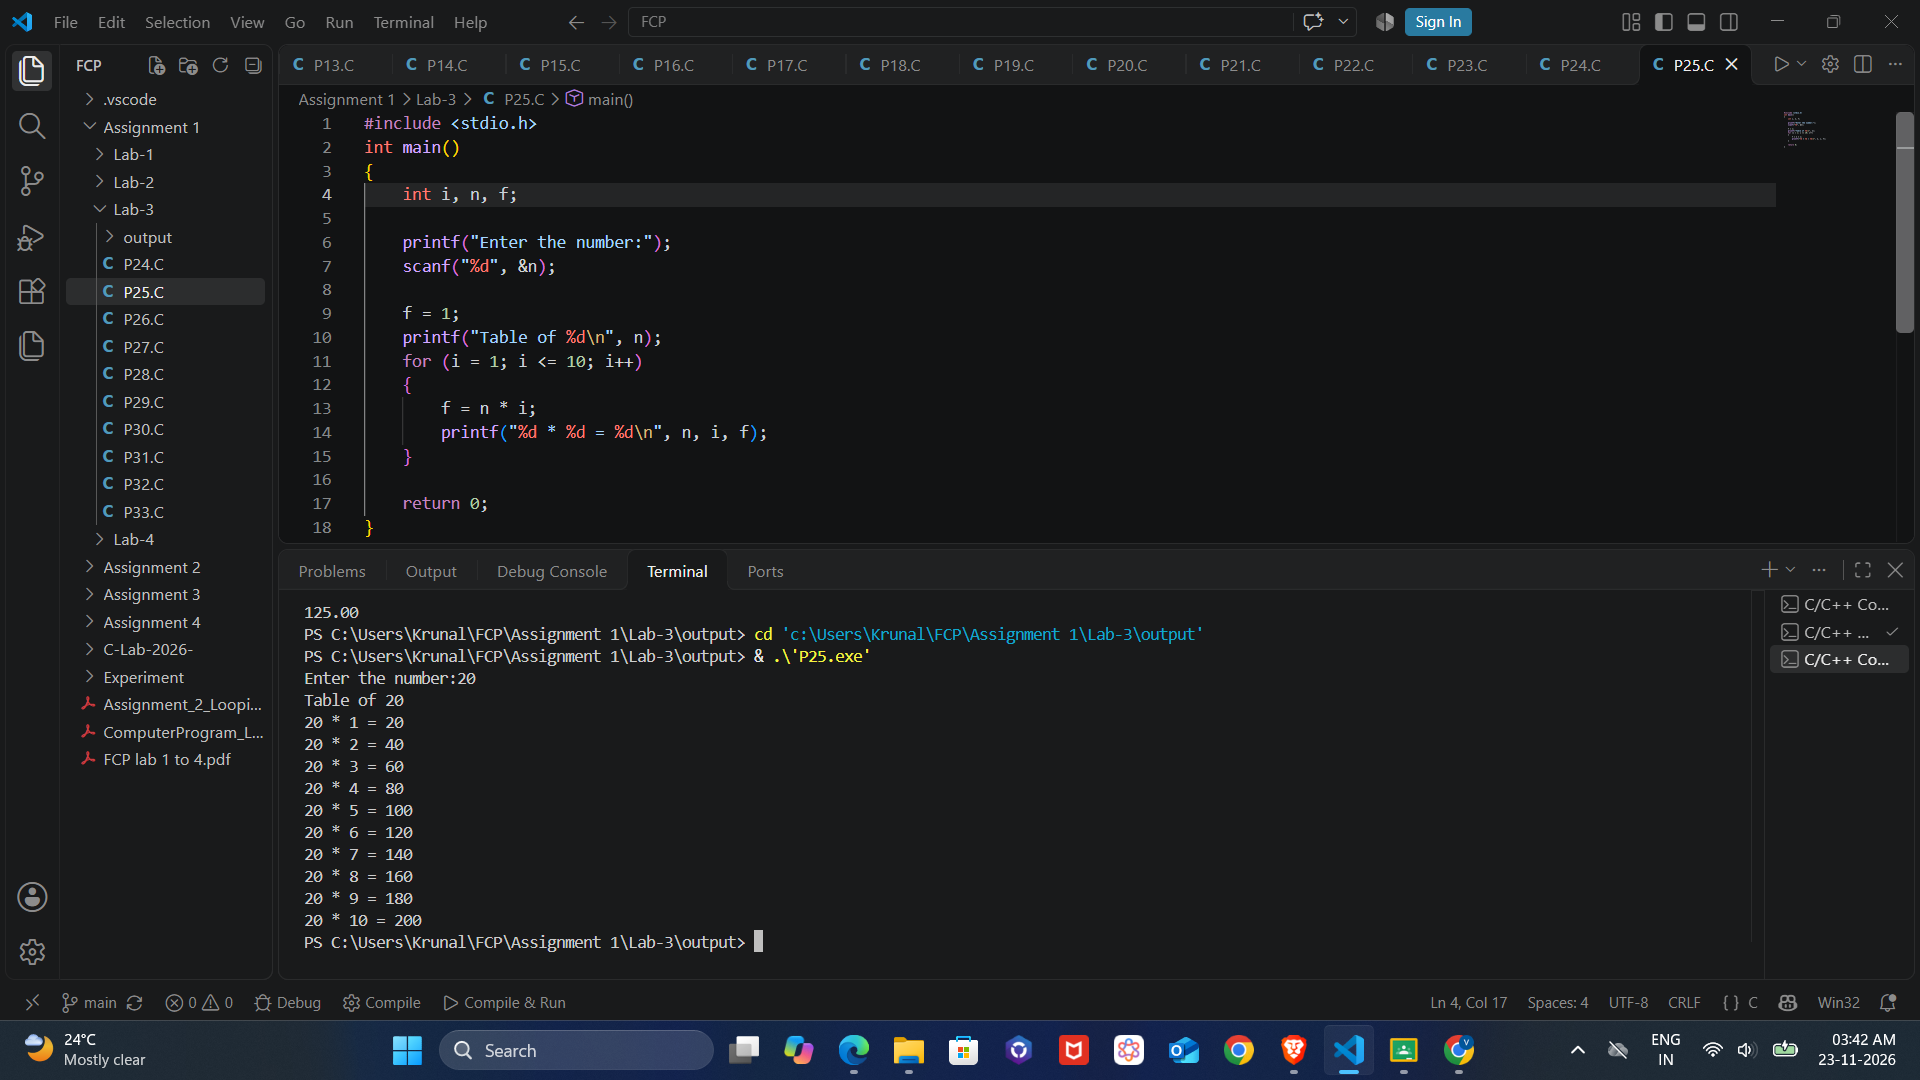 File Edit Selection View Go Run Terminal Help
FCP
Sign In
FCP
.vscode
Assignment 1
Lab-1
Lab-2
Lab-3
output
C P24.C
C P25.C
C P26.C
C P27.C
C P28.C
C P29.C
C P30.C
C P31.C
C P32.C
C P33.C
Lab-4
Assignment 2
Assignment 3
Assignment 4
C-Lab-2026-
Experiment
Assignment_2_Loopi...
ComputerProgram_L...
FCP lab 1 to 4.pdf
C P13.C C P14.C C P15.C C P16.C C P17.C C P18.C C P19.C C P20.C C P21.C C P22.C C P23.C C P24.C C P25.C
Assignment 1 > Lab-3 > C P25.C > main()
1 #include <stdio.h>
2 int main()
3 {
4 int i, n, f;
5
6 printf("Enter the number:");
7 scanf("%d", &n);
8
9 f = 1;
10 printf("Table of %d\n", n);
11 for (i = 1; i <= 10; i++)
12 {
13 f = n * i;
14 printf("%d * %d = %d\n", n, i, f);
15 }
16
17 return 0;
18 }
Problems Output Debug Console Terminal Ports
125.00
PS C:\Users\Krunal\FCP\Assignment 1\Lab-3\output> cd 'c:\Users\Krunal\FCP\Assignment 1\Lab-3\output'
PS C:\Users\Krunal\FCP\Assignment 1\Lab-3\output> & .\'P25.exe'
Enter the number:20
Table of 20
20 * 1 = 20
20 * 2 = 40
20 * 3 = 60
20 * 4 = 80
20 * 5 = 100
20 * 6 = 120
20 * 7 = 140
20 * 8 = 160
20 * 9 = 180
20 * 10 = 200
PS C:\Users\Krunal\FCP\Assignment 1\Lab-3\output>
C/C++ Co...
C/C++ ...
C/C++ Co...
main 0 0 Debug Compile Compile & Run
Ln 4, Col 17 Spaces: 4 UTF-8 CRLF { } C Win32
24°C
Mostly clear
Search
ENG
IN
03:42 AM
23-11-2026